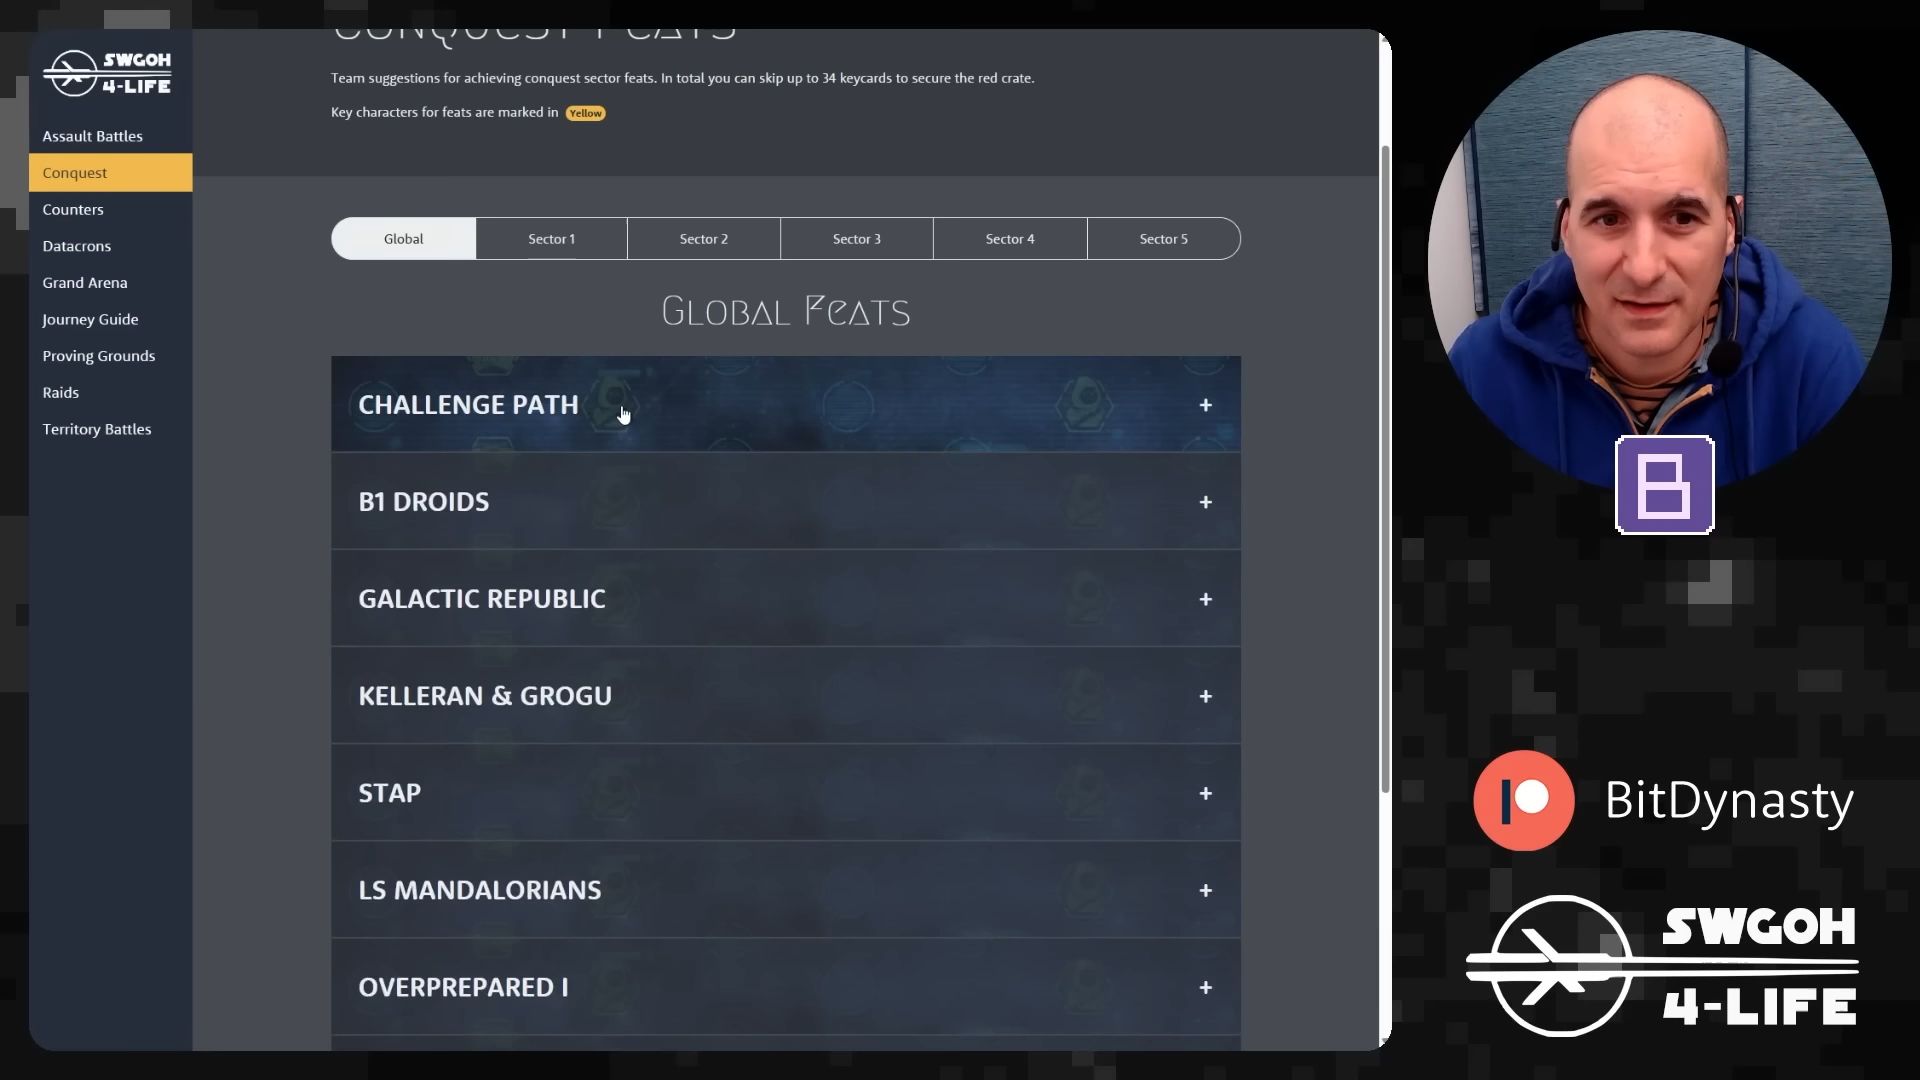 SWGOH
4-LIFE
Assault Battles
Conquest
Counters
Datacrons
Grand Arena
Journey Guide
Proving Grounds
Raids
Territory Battles
CONQUEST FEATS
Team suggestions for achieving conquest sector feats. In total you can skip up to 34 keycards to secure the red crate.
Key characters for feats are marked in Yellow
Global
Sector 1
Sector 2
Sector 3
Sector 4
Sector 5
GLOBAL FEATS
CHALLENGE PATH +
B1 DROIDS +
GALACTIC REPUBLIC +
KELLERAN & GROGU +
STAP +
LS MANDALORIANS +
OVERPREPARED I +
B
BitDynasty
SWGOH
4-LIFE